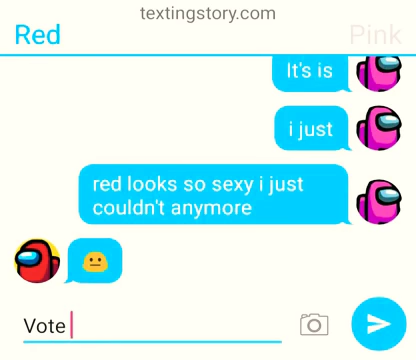 textingstory.com
Red
Pink
It's is
i just
red looks so sexy i just
couldn't anymore
😐
Vote